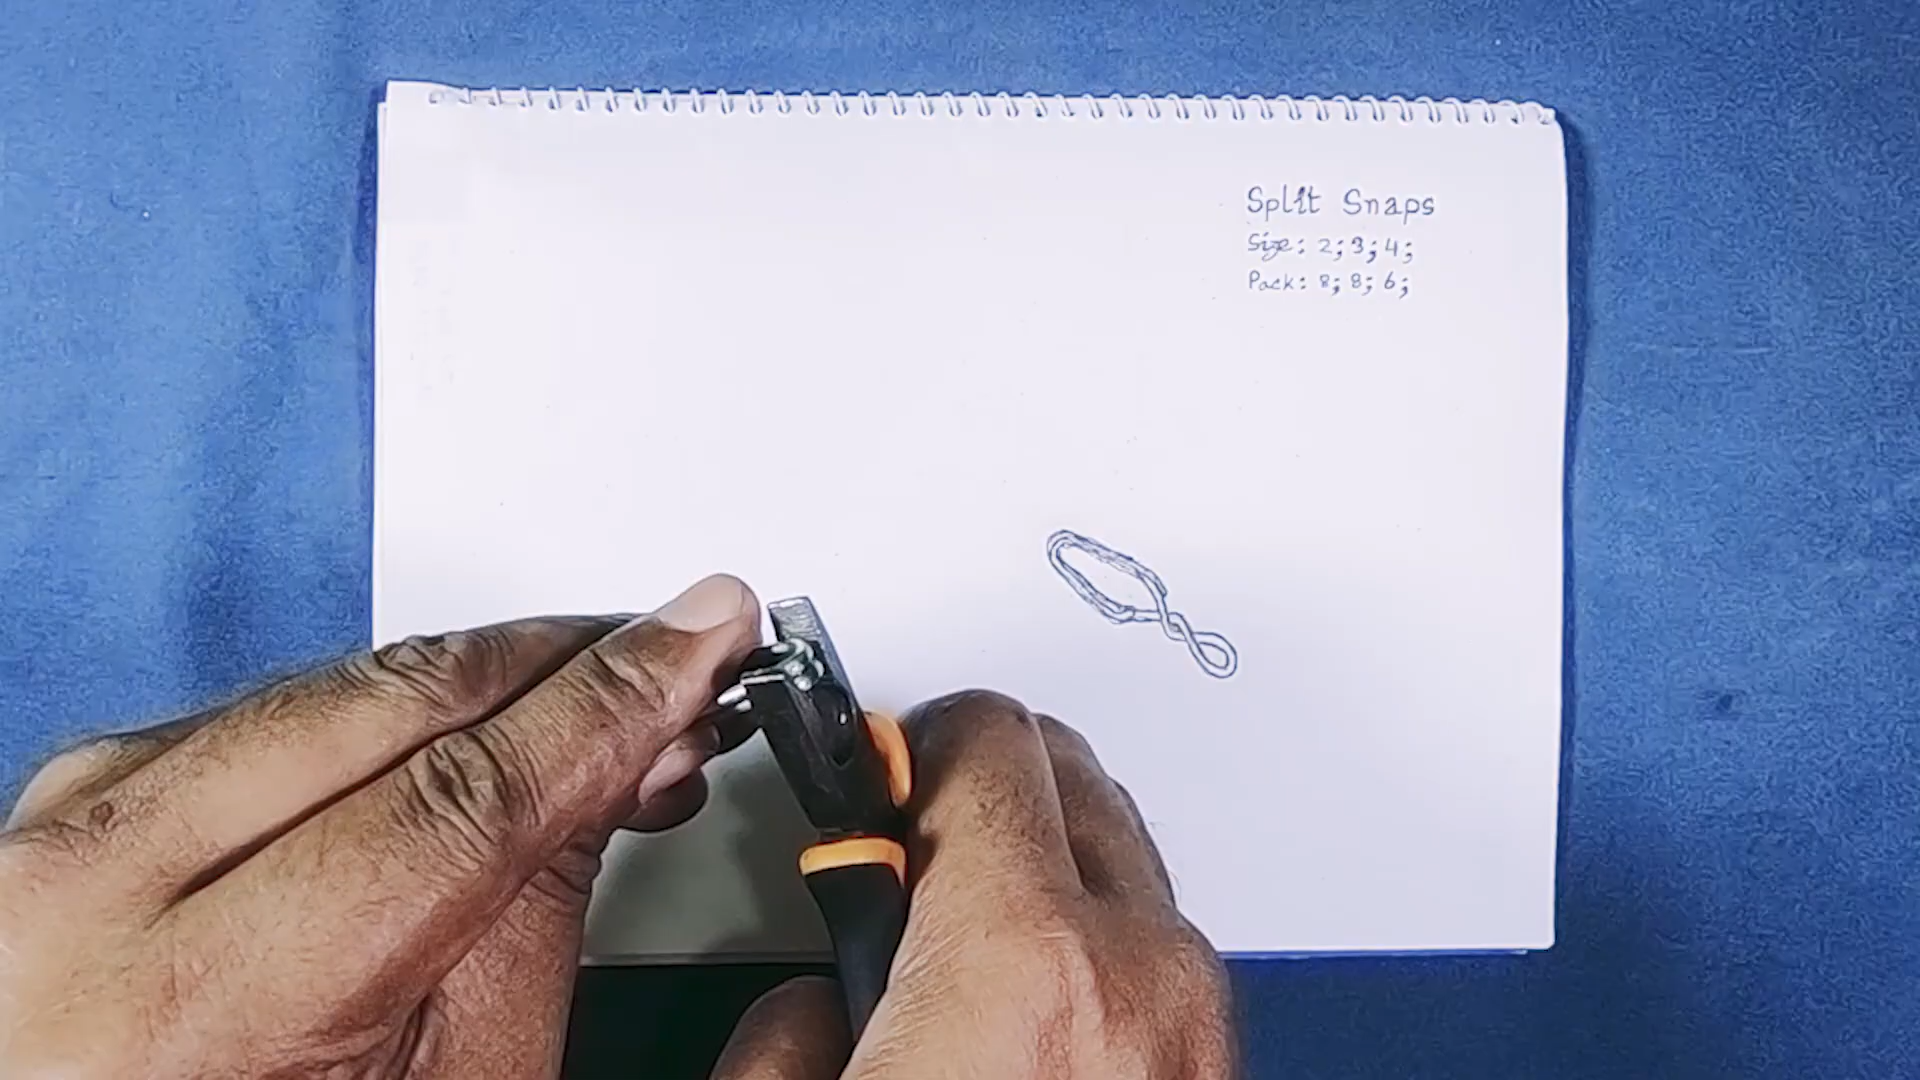 Split Snaps
Size: 2; 3; 4;
Pack: 8; 8; 6;